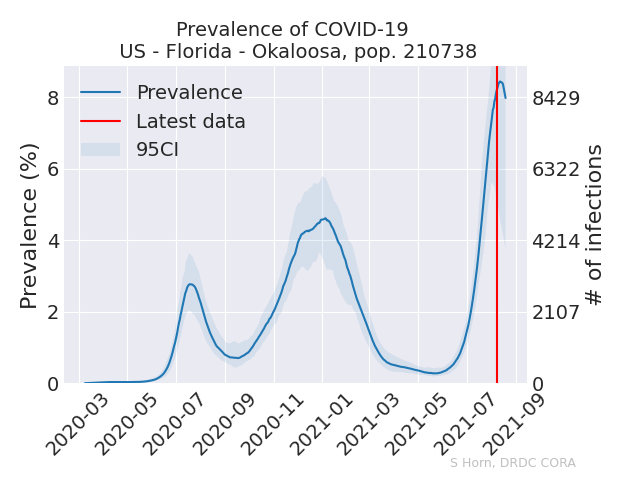 Prevalence of COVID-19
US - Florida - Okaloosa, pop. 210738
Prevalence
Latest data
95CI
Prevalence (%)
8
6
4
2
0
8429
6322
4214
2107
0
# of infections
2020-03
2020-05
2020-07
2020-09
2020-11
2021-01
2021-03
2021-05
2021-07
2021-09
S Horn, DRDC CORA